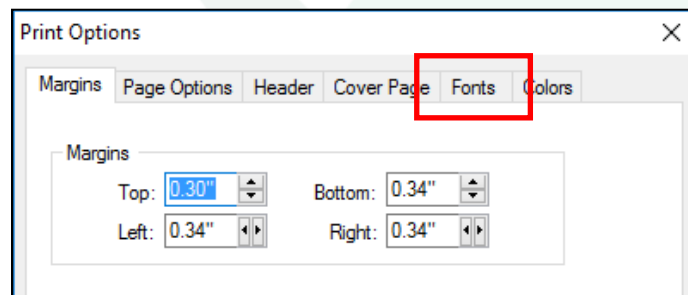 Print Options
Margins Page Options Header Cover Page Fonts Colors
Margins
Top: 0.30" Bottom: 0.34"
Left: 0.34" Right: 0.34"